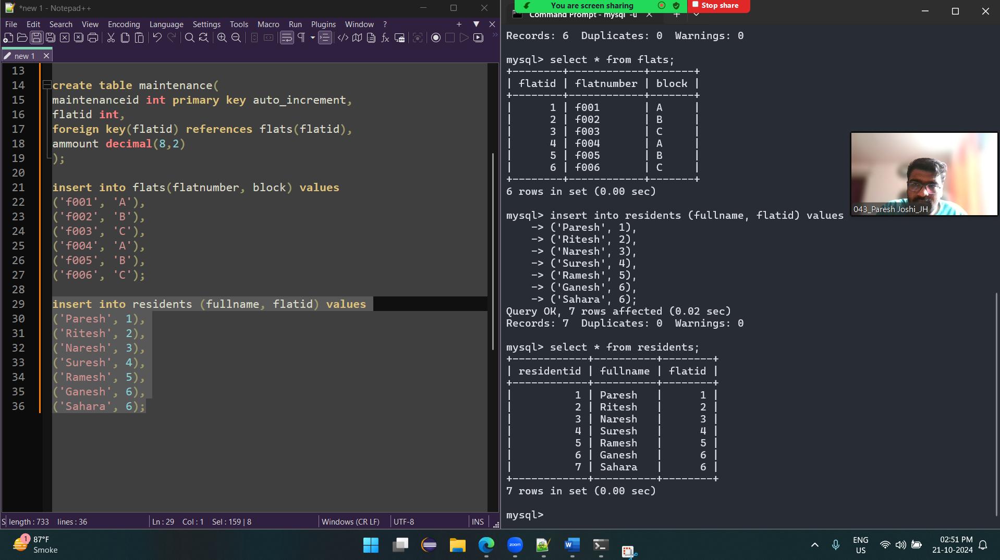 *new 1 - Notepad++
File Edit Search View Encoding Language Settings Tools Macro Run Plugins Window ?
new 1
13
14 create table maintenance(
15 maintenanceid int primary key auto_increment,
16 flatid int,
17 foreign key(flatid) references flats(flatid),
18 ammount decimal(8,2)
19 );
20
21 insert into flats(flatnumber, block) values
22 ('f001', 'A'),
23 ('f002', 'B'),
24 ('f003', 'C'),
25 ('f004', 'A'),
26 ('f005', 'B'),
27 ('f006', 'C');
28
29 insert into residents (fullname, flatid) values
30 ('Paresh', 1),
31 ('Ritesh', 2),
32 ('Naresh', 3),
33 ('Suresh', 4),
34 ('Ramesh', 5),
35 ('Ganesh', 6),
36 ('Sahara', 6);
S length : 733 lines : 36 Ln : 29 Col : 1 Sel : 159 | 8 Windows (CR LF) UTF-8 INS
You are screen sharing Stop share
Command Prompt - mysql -u
Records: 6 Duplicates: 0 Warnings: 0
mysql> select * from flats;
+--------+------------+-------+
| flatid | flatnumber | block |
+--------+------------+-------+
| 1 | f001 | A |
| 2 | f002 | B |
| 3 | f003 | C |
| 4 | f004 | A |
| 5 | f005 | B |
| 6 | f006 | C |
+--------+------------+-------+
6 rows in set (0.00 sec)
mysql> insert into residents (fullname, flatid) values
-> ('Paresh', 1),
-> ('Ritesh', 2),
-> ('Naresh', 3),
-> ('Suresh', 4),
-> ('Ramesh', 5),
-> ('Ganesh', 6),
-> ('Sahara', 6);
Query OK, 7 rows affected (0.02 sec)
Records: 7 Duplicates: 0 Warnings: 0
mysql> select * from residents;
+------------+----------+--------+
| residentid | fullname | flatid |
+------------+----------+--------+
| 1 | Paresh | 1 |
| 2 | Ritesh | 2 |
| 3 | Naresh | 3 |
| 4 | Suresh | 4 |
| 5 | Ramesh | 5 |
| 6 | Ganesh | 6 |
| 7 | Sahara | 6 |
+------------+----------+--------+
7 rows in set (0.00 sec)
mysql>
043_Paresh Joshi_JH
1
87°F
Smoke
zoom
W
ENG
US
02:51 PM
21-10-2024